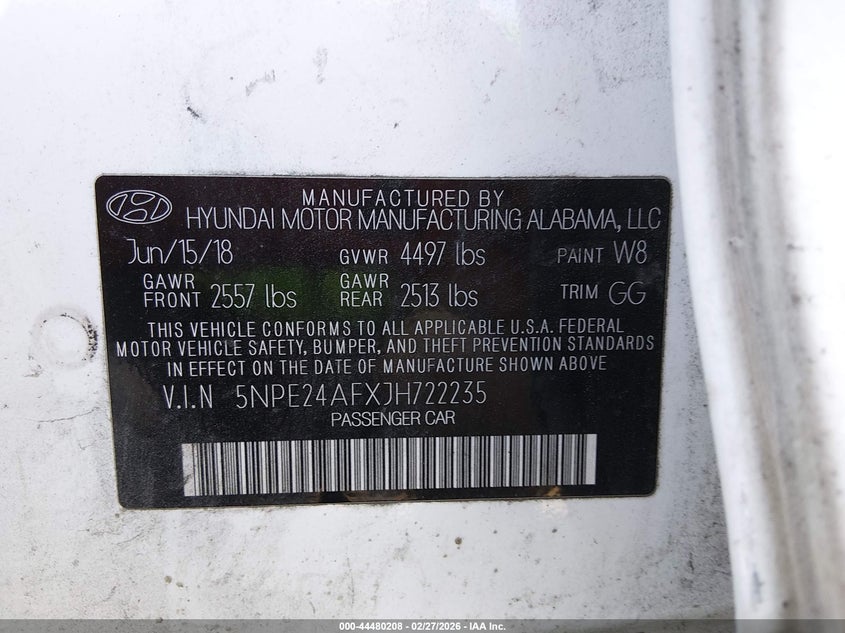 MANUFACTURED BY
HYUNDAI MOTOR MANUFACTURING ALABAMA, LLC
Jun/15/18 GVWR 4497 lbs PAINT W8
GAWR FRONT 2557 lbs GAWR REAR 2513 lbs TRIM GG
THIS VEHICLE CONFORMS TO ALL APPLICABLE U.S.A. FEDERAL
MOTOR VEHICLE SAFETY, BUMPER, AND THEFT PREVENTION STANDARDS
IN EFFECT ON THE DATE OF MANUFACTURE SHOWN ABOVE.
V.I.N 5NPE24AFXJH722235
PASSENGER CAR
000-44480208 - 02/27/2026 - IAA Inc.